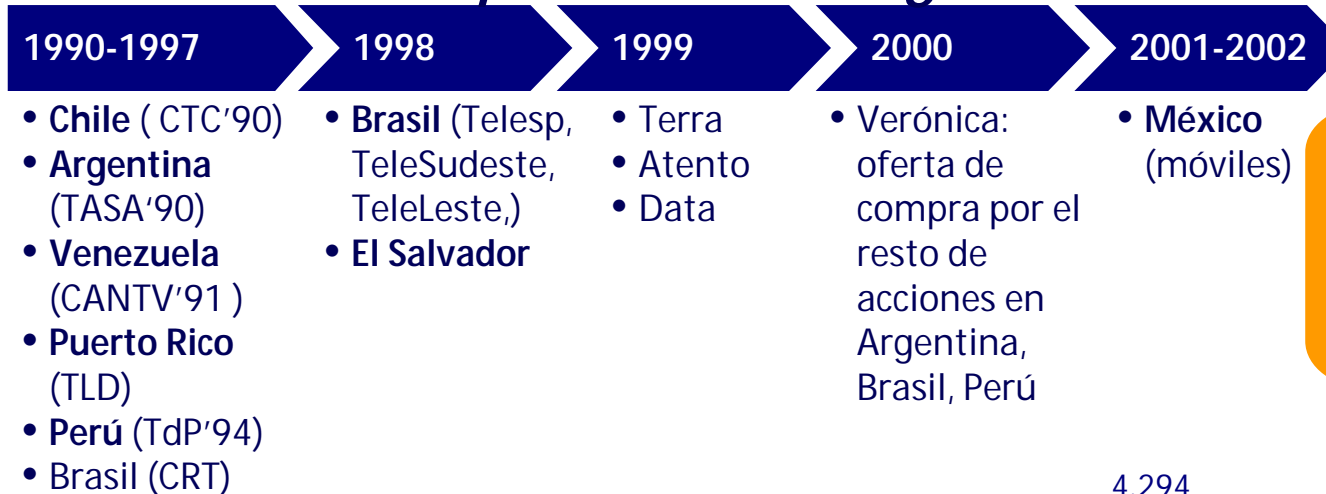 1990-1997
1998
1999
2000
2001-2002
• Chile ( CTC’90)
• Argentina
(TASA‘90)
• Venezuela
(CANTV’91 )
• Puerto Rico
(TLD)
• Perú (TdP’94)
• Brasil (CRT)
• Brasil (Telesp,
TeleSudeste,
TeleLeste,)
• El Salvador
• Terra
• Atento
• Data
• Verónica:
oferta de
compra por el
resto de
acciones en
Argentina,
Brasil, Perú
• México
(móviles)
4.294